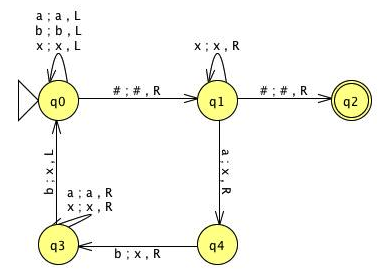 a ; a , L
b ; b , L
x ; x , L
x ; x , R
q0
# ; # , R
q1
# ; # , R
q2
b ; x , L
a ; x , R
a ; a , R
x ; x , R
q3
b ; x , R
q4